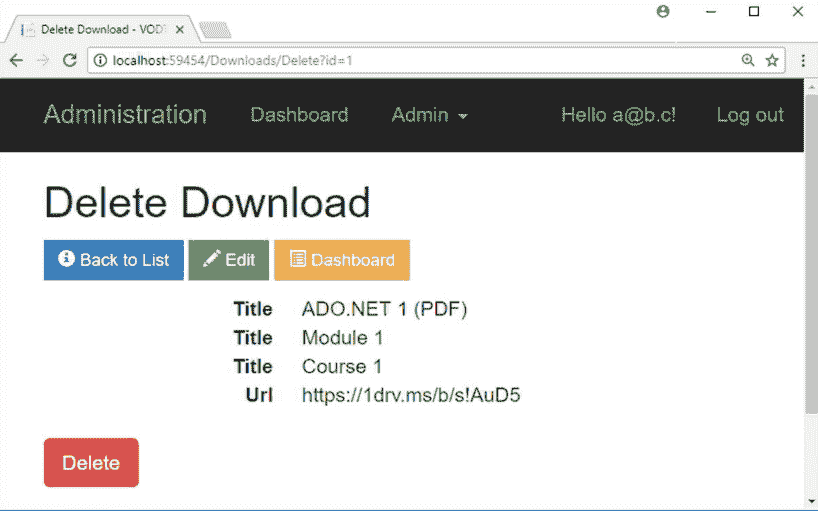 Delete Download - VOD
localhost:59454/Downloads/Delete?id=1
Administration Dashboard Admin Hello a@b.c! Log out
Delete Download
Back to List Edit Dashboard
Title ADO.NET 1 (PDF)
Title Module 1
Title Course 1
Url https://1drv.ms/b/s!AuD5
Delete